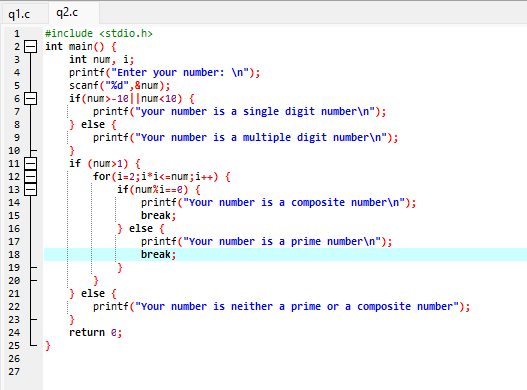 q1.c q2.c
1 #include <stdio.h>
2 int main() {
3 int num, i;
4 printf("Enter your number: \n");
5 scanf("%d",&num);
6 if(num>-10||num<10) {
7 printf("your number is a single digit number\n");
8 } else {
9 printf("Your number is a multiple digit number\n");
10 }
11 if (num>1) {
12 for(i=2;i*i<=num;i++) {
13 if(num%i==0) {
14 printf("Your number is a composite number\n");
15 break;
16 } else {
17 printf("Your number is a prime number\n");
18 break;
19 }
20 }
21 } else {
22 printf("Your number is neither a prime or a composite number");
23 }
24 return 0;
25 }
26
27